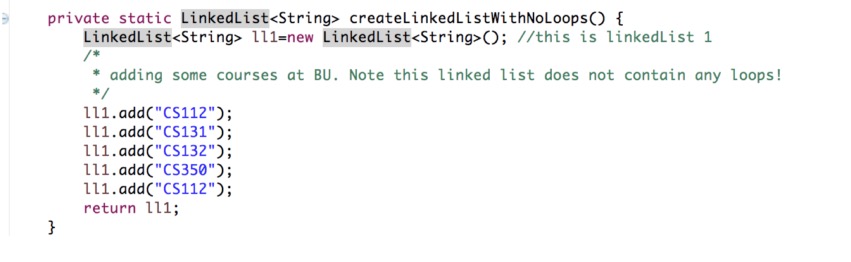 private static LinkedList<String> createLinkedListWithNoLoops() {
LinkedList<String> ll1=new LinkedList<String>(); //this is linkedList 1
/*
* adding some courses at BU. Note this linked list does not contain any loops!
*/
ll1.add("CS112");
ll1.add("CS131");
ll1.add("CS132");
ll1.add("CS350");
ll1.add("CS112");
return ll1;
}